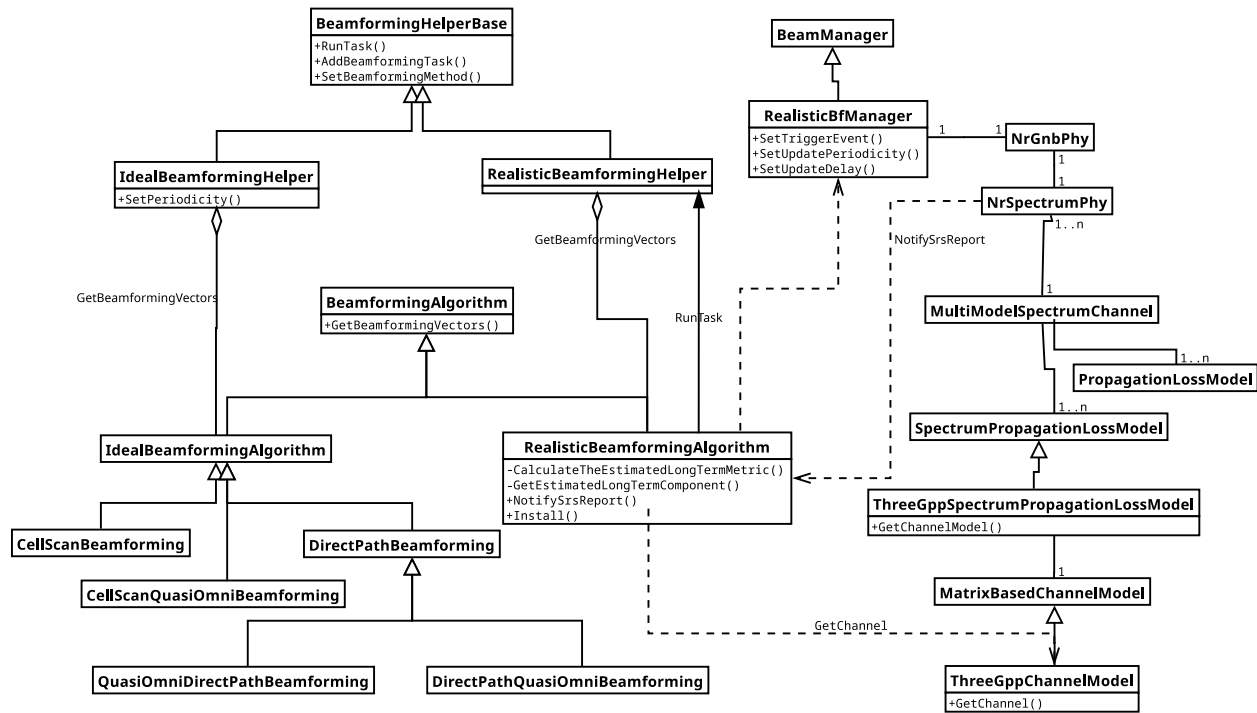 BeamformingHelperBase
+RunTask()
+AddBeamformingTask()
+SetBeamformingMethod()
BeamManager
RealisticBfManager
+SetTriggerEvent()
+SetUpdatePeriodicity()
+SetUpdateDelay()
1
1
NrGnbPhy
1
1
NrSpectrumPhy
1..n
IdealBeamformingHelper
+SetPeriodicity()
RealisticBeamformingHelper
GetBeamformingVectors
NotifySrsReport
GetBeamformingVectors
BeamformingAlgorithm
+GetBeamformingVectors()
RunTask
1
MultiModelSpectrumChannel
1..n
PropagationLossModel
1..n
SpectrumPropagationLossModel
IdealBeamformingAlgorithm
RealisticBeamformingAlgorithm
-CalculateTheEstimatedLongTermMetric()
-GetEstimatedLongTermComponent()
+NotifySrsReport()
+Install()
ThreeGppSpectrumPropagationLossModel
+GetChannelModel()
CellScanBeamforming
DirectPathBeamforming
CellScanQuasiOmniBeamforming
1
MatrixBasedChannelModel
GetChannel
QuasiOmniDirectPathBeamforming
DirectPathQuasiOmniBeamforming
ThreeGppChannelModel
+GetChannel()